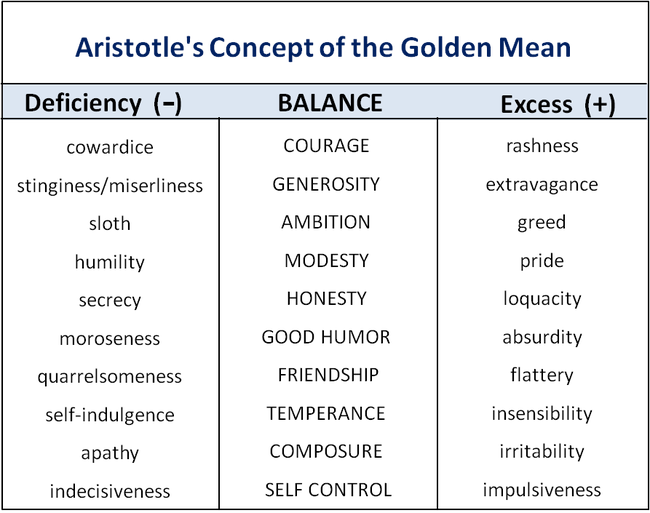 Aristotle's Concept of the Golden Mean
Deficiency (−) BALANCE Excess (+)
cowardice COURAGE rashness
stinginess/miserliness GENEROSITY extravagance
sloth AMBITION greed
humility MODESTY pride
secrecy HONESTY loquacity
moroseness GOOD HUMOR absurdity
quarrelsomeness FRIENDSHIP flattery
self-indulgence TEMPERANCE insensibility
apathy COMPOSURE irritability
indecisiveness SELF CONTROL impulsiveness